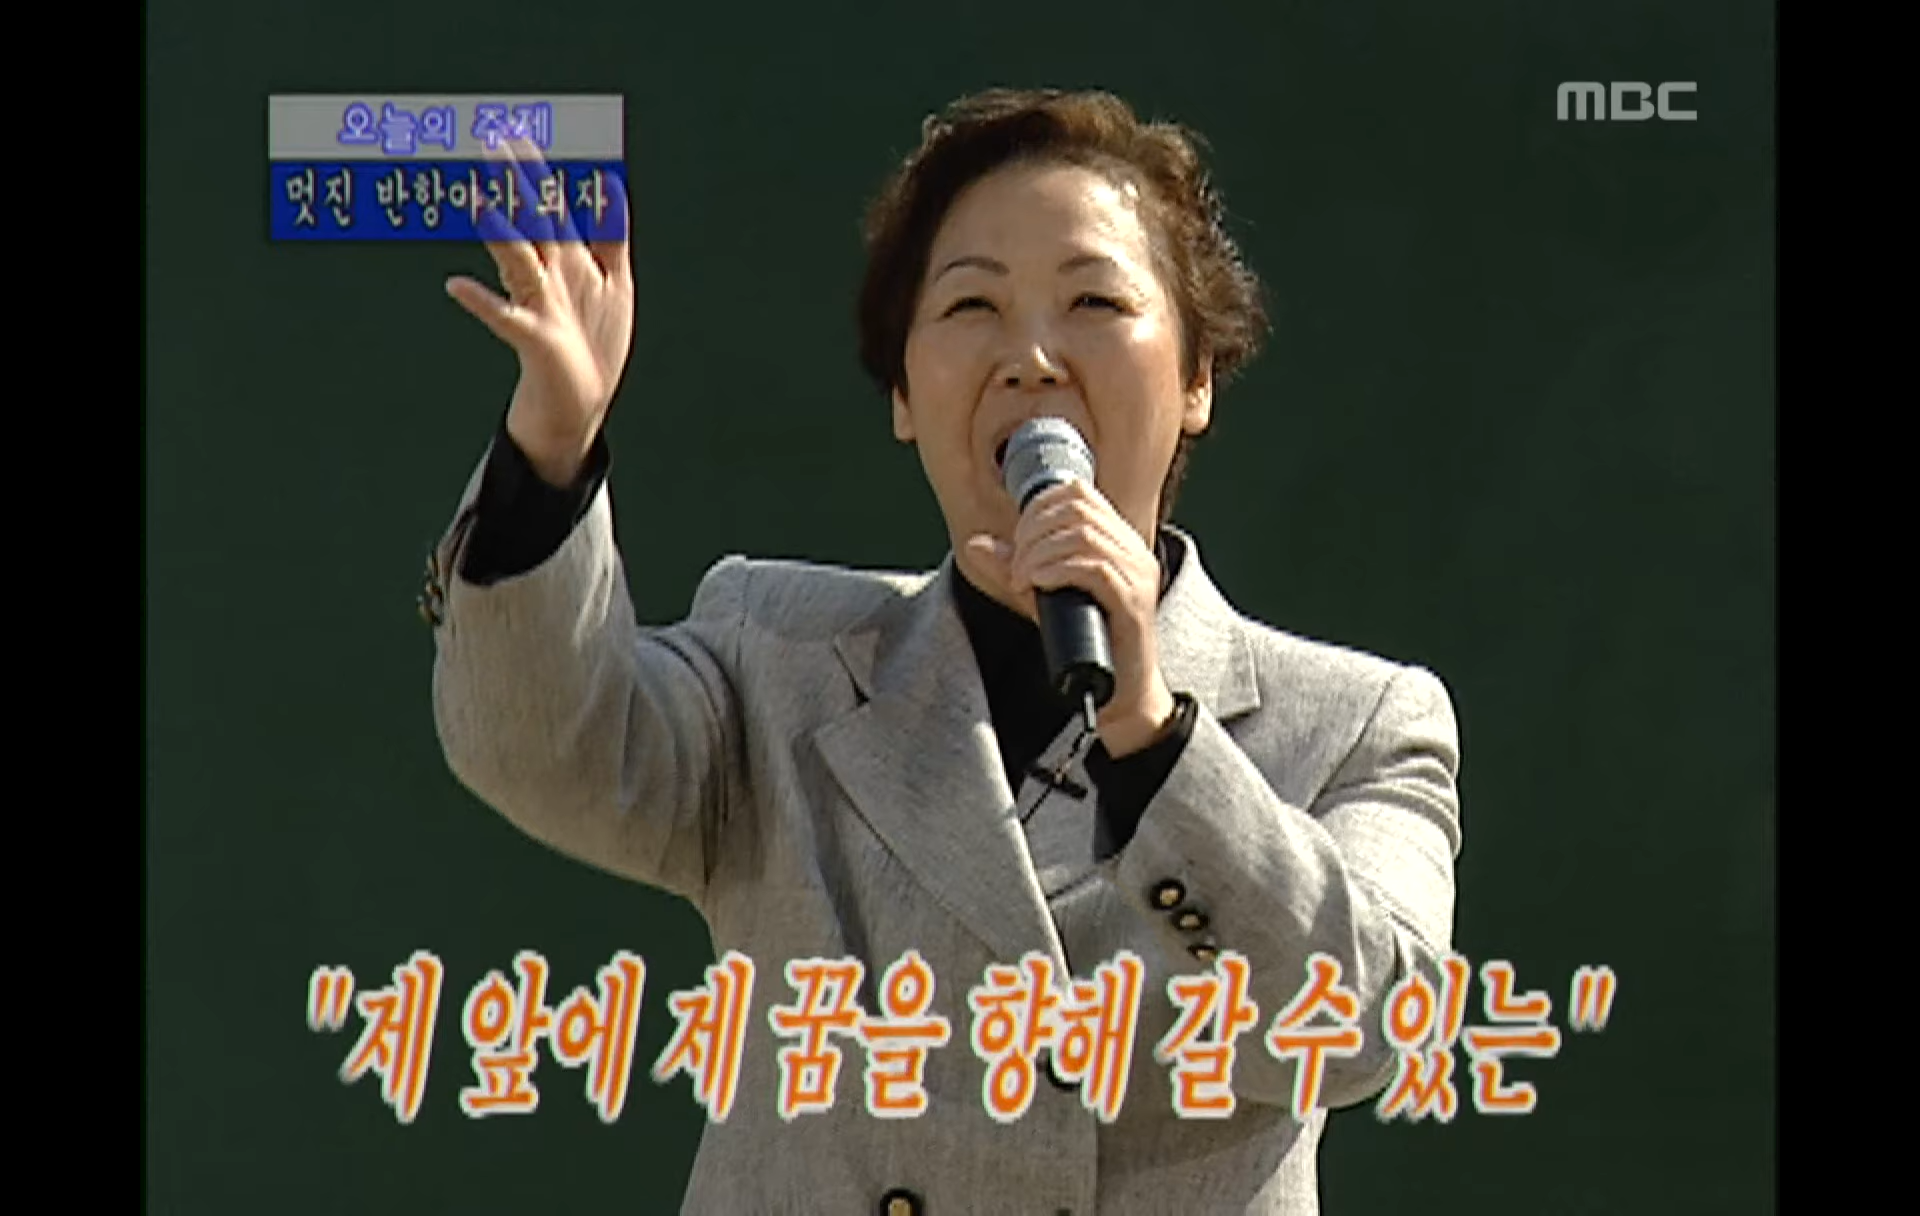 오늘의 주제
MBC
멋진 반항아가 되자
"제 앞에 제 꿈을 향해 갈 수 있는"